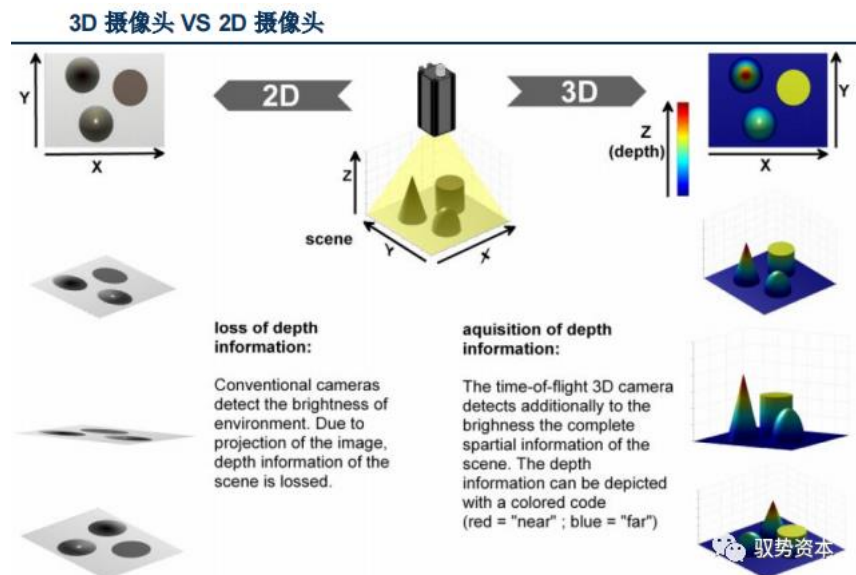 3D 摄像头 VS 2D 摄像头
Y
X
2D
3D
Z
(depth)
Y
X
Z
scene
Y
X
loss of depth
information:
Conventional cameras
detect the brightness of
environment. Due to
projection of the image,
depth information of the
scene is lossed.
aquisition of depth
information:
The time-of-flight 3D camera
detects additionally to the
brighness the complete
spartial information of the
scene. The depth
information can be depicted
with a colored code
(red = "near" ; blue = "far")
驭势资本